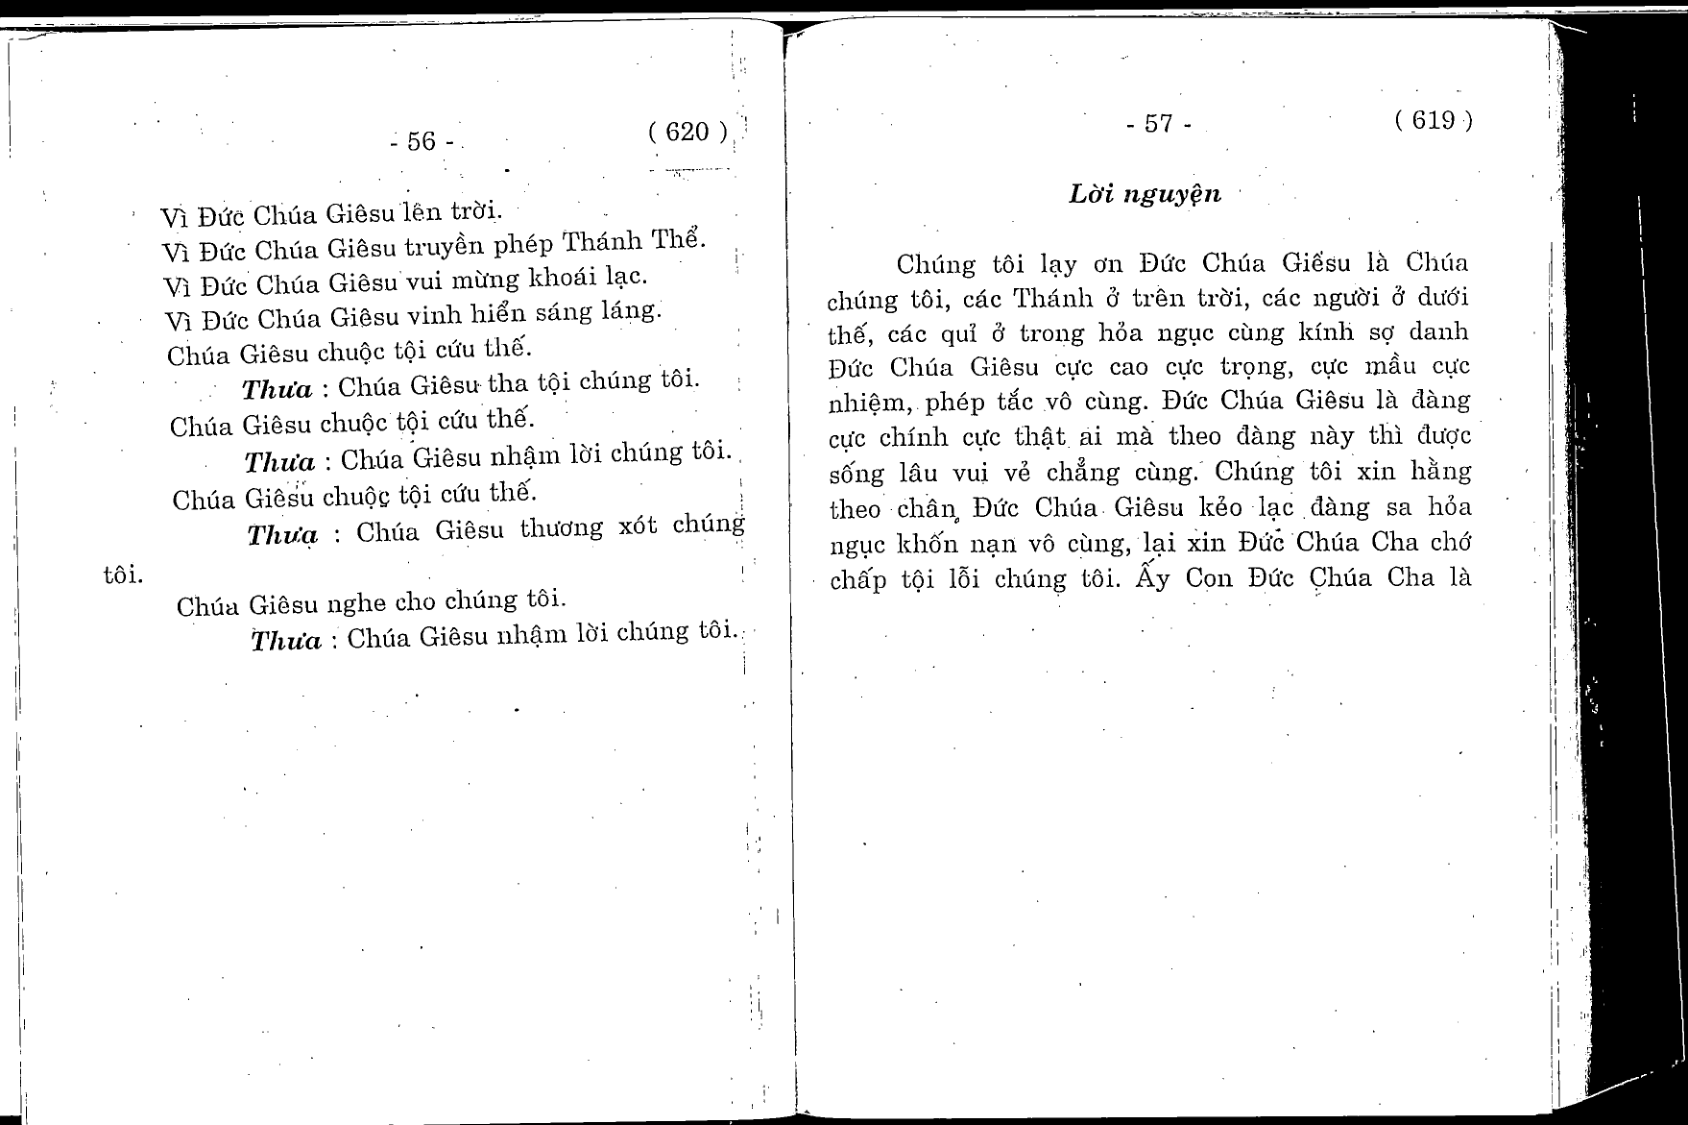 - 56 -
( 620 )
Vì Đức Chúa Giêsu lên trời.
Vì Đức Chúa Giêsu truyền phép Thánh Thể.
Vì Đức Chúa Giêsu vui mừng khoái lạc.
Vì Đức Chúa Giêsu vinh hiển sáng láng.
Chúa Giêsu chuộc tội cứu thế.
Thưa : Chúa Giêsu tha tội chúng tôi.
Chúa Giêsu chuộc tội cứu thế.
Thưa : Chúa Giêsu nhậm lời chúng tôi.
Chúa Giêsu chuộc tội cứu thế.
Thưa : Chúa Giêsu thương xót chúng
tôi.
Chúa Giêsu nghe cho chúng tôi.
Thưa : Chúa Giêsu nhậm lời chúng tôi.
- 57 -
( 619 )
Lời nguyện
Chúng tôi lạy ơn Đức Chúa Giêsu là Chúa
chúng tôi, các Thánh ở trên trời, các người ở dưới
thế, các quỉ ở trong hỏa ngục cùng kính sợ danh
Đức Chúa Giêsu cực cao cực trọng, cực mầu cực
nhiệm, phép tắc vô cùng. Đức Chúa Giêsu là đàng
cực chính cực thật ai mà theo đàng này thì được
sống lâu vui vẻ chẳng cùng. Chúng tôi xin hằng
theo chân Đức Chúa Giêsu kẻo lạc đàng sa hỏa
ngục khốn nạn vô cùng, lại xin Đức Chúa Cha chớ
chấp tội lỗi chúng tôi. Ấy Con Đức Chúa Cha là